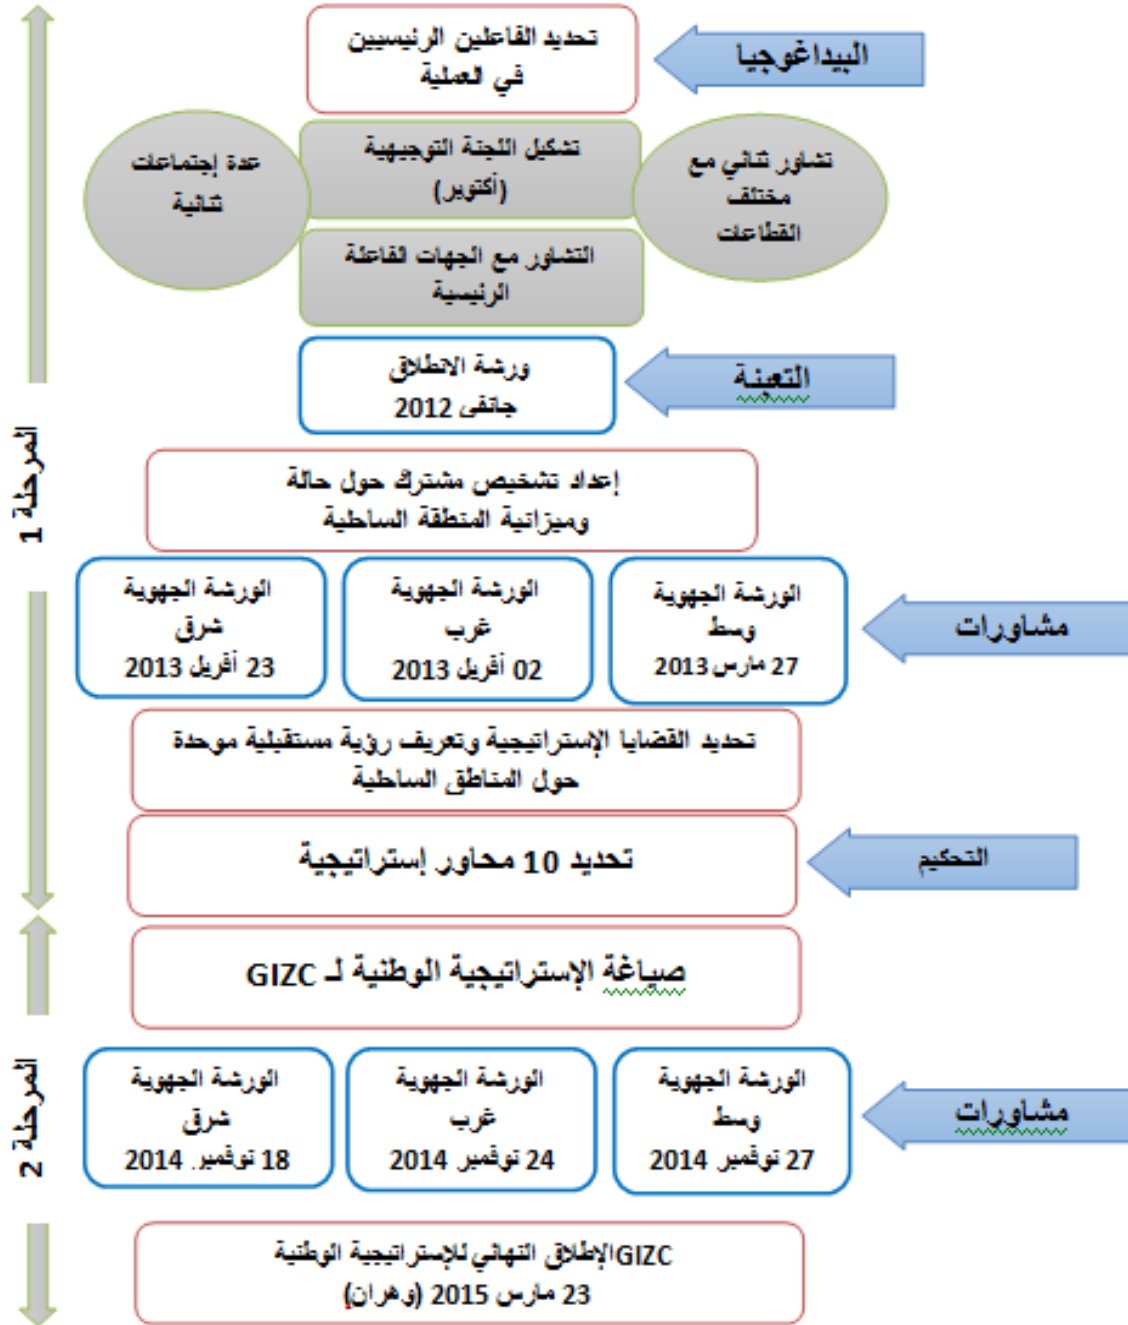 تحديد الفاعلين الرئيسيين
في العملية
البيداغوجيا
تشاور ثنائي مع
مختلف
القطاعات
تشكيل اللجنة التوجيهية
(أكتوبر)
عدة إجتماعات
ثنائية
التشاور مع الجهات الفاعلة
الرئيسية
ورشة الانطلاق
جانفي 2012
التعبئة
المرحلة 1
إعداد تشخيص مشترك حول حالة
وميزانية المنطقة الساحلية
مشاورات
الورشة الجهوية
وسط
27 مارس 2013
الورشة الجهوية
غرب
02 أفريل 2013
الورشة الجهوية
شرق
23 أفريل 2013
تحديد القضايا الإستراتيجية وتعريف رؤية مستقبلية موحدة
حول المناطق الساحلية
تحديد 10 محاور إستراتيجية
التحكيم
صياغة الإستراتيجية الوطنية لـ GIZC
المرحلة 2
مشاورات
الورشة الجهوية
وسط
27 نوفمبر 2014
الورشة الجهوية
غرب
24 نوفمبر 2014
الورشة الجهوية
شرق
18 نوفمبر 2014
GIZCالإطلاق النهائي للإستراتيجية الوطنية
23 مارس 2015 (وهران)